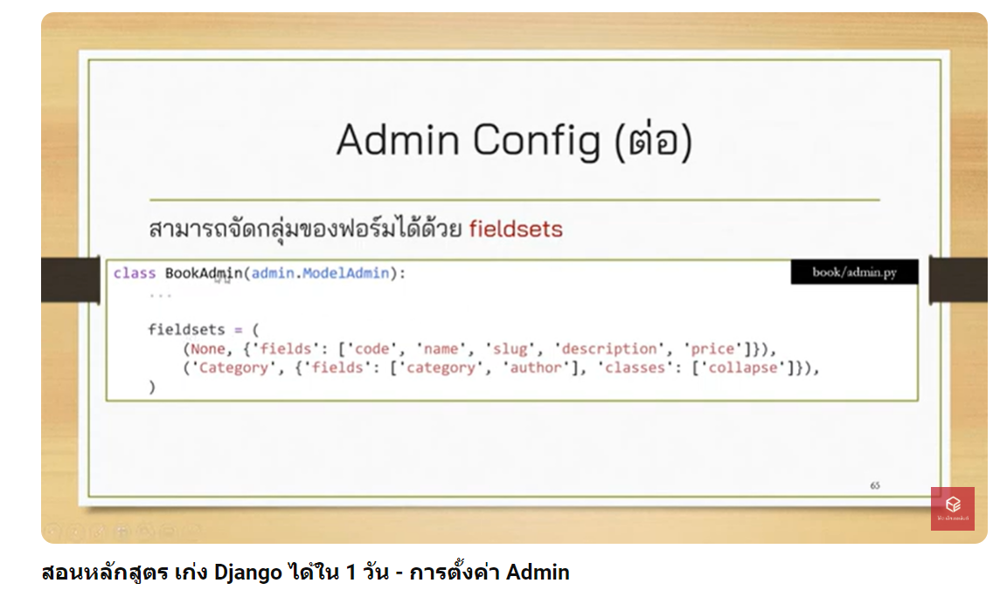 Admin Config (ต่อ)
สามารถจัดกลุ่มของฟอร์มได้ด้วย fieldsets
class BookAdmin(admin.ModelAdmin):
book/admin.py
...
fieldsets = (
(None, {'fields': ['code', 'name', 'slug', 'description', 'price']}),
('Category', {'fields': ['category', 'author'], 'classes': ['collapse']}),
)
65
สอนหลักสูตร เก่ง Django ได้ใน 1 วัน - การตั้งค่า Admin